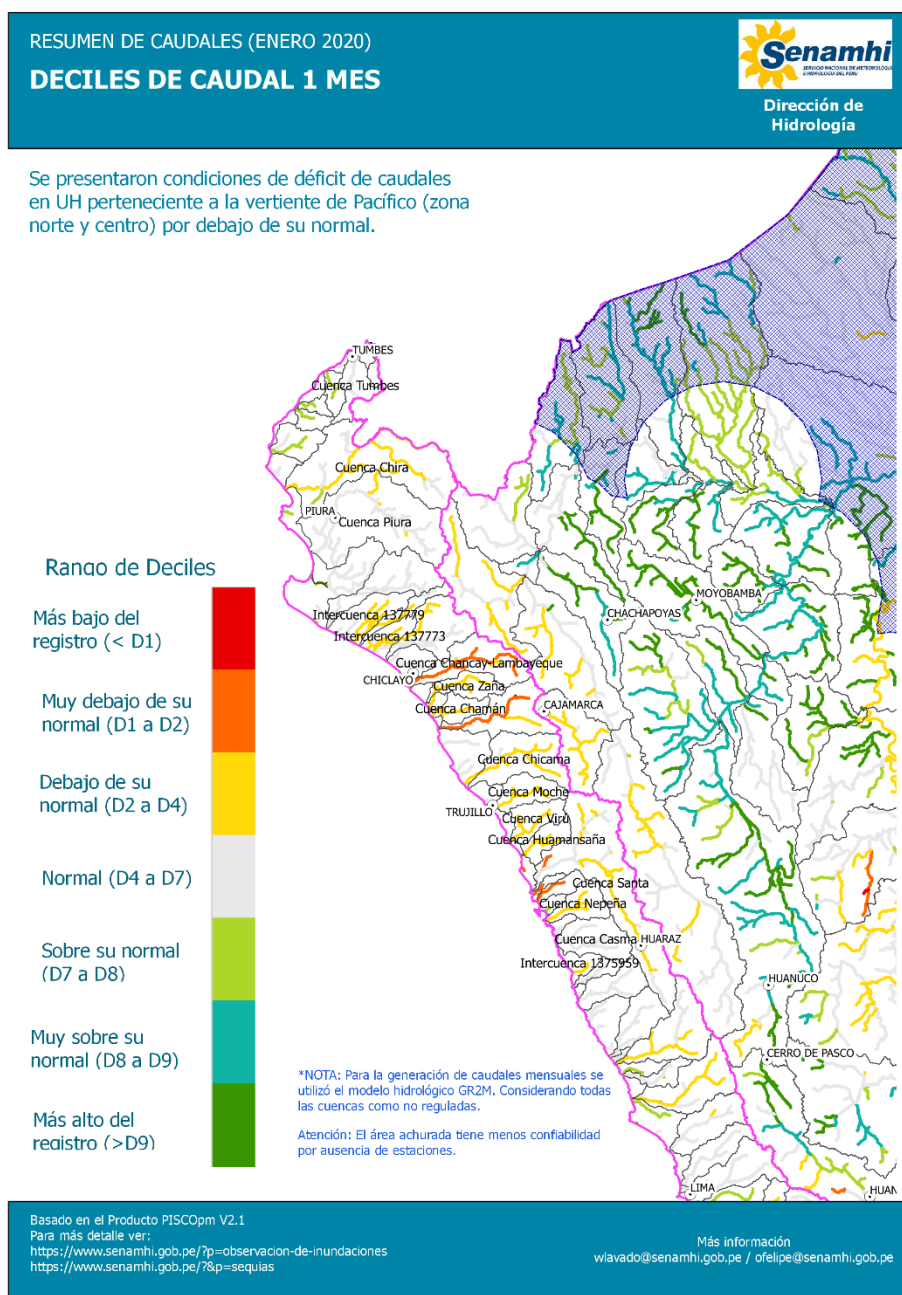 RESUMEN DE CAUDALES (ENERO 2020)
DECILES DE CAUDAL 1 MES
Senamhi
SERVICIO NACIONAL DE METEOROLOGÍA
E HIDROLOGÍA DEL PERÚ
Dirección de
Hidrología
Se presentaron condiciones de déficit de caudales
en UH perteneciente a la vertiente de Pacífico (zona
norte y centro) por debajo de su normal.
TUMBES
Cuenca Tumbes
Cuenca Chira
PIURA
Cuenca Piura
Intercuenca 137779
Intercuenca 137773
Cuenca Chancay-Lambayeque
CHICLAYO
Cuenca Zaña
Cuenca Chamán
CAJAMARCA
CHACHAPOYAS
MOYOBAMBA
Cuenca Chicama
Cuenca Moche
TRUJILLO
Cuenca Virú
Cuenca Huamansaña
Cuenca Santa
Cuenca Nepeña
Cuenca Casma
HUARAZ
Intercuenca 1375959
HUANUCO
CERRO DE PASCO
LIMA
HUAN
Rango de Deciles
Más bajo del
registro (< D1)
Muy debajo de su
normal (D1 a D2)
Debajo de su
normal (D2 a D4)
Normal (D4 a D7)
Sobre su normal
(D7 a D8)
Muy sobre su
normal (D8 a D9)
Más alto del
registro (>D9)
*NOTA: Para la generación de caudales mensuales se
utilizó el modelo hidrológico GR2M. Considerando todas
las cuencas como no reguladas.
Atención: El área achurada tiene menos confiabilidad
por ausencia de estaciones.
Basado en el Producto PISCOpm V2.1
Para más detalle ver:
https://www.senamhi.gob.pe/?p=observacion-de-inundaciones
https://www.senamhi.gob.pe/?&p=sequias
Más información
wlavado@senamhi.gob.pe / ofelipe@senamhi.gob.pe